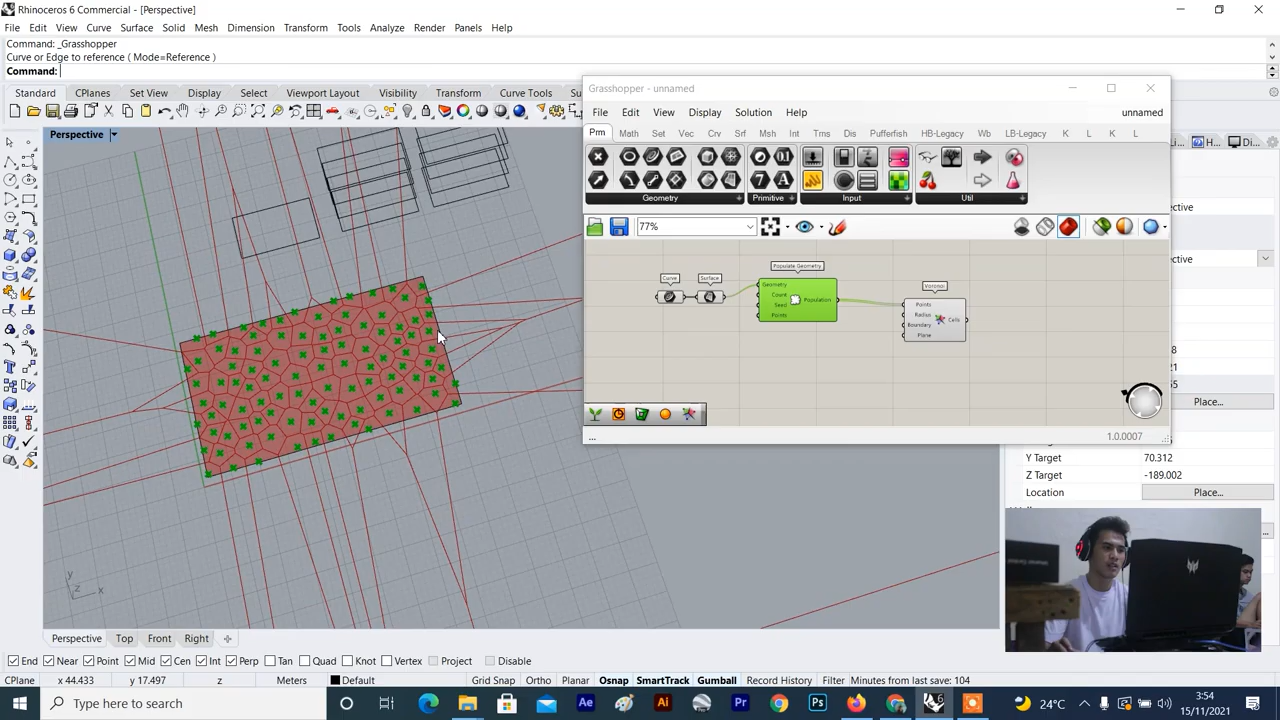 Rhinoceros 6 Commercial - [Perspective]
File Edit View Curve Surface Solid Mesh Dimension Transform Tools Analyze Render Panels Help
Command: _Grasshopper
Curve or Edge to reference ( Mode=Reference )
Command:
Standard CPlanes Set View Display Select Viewport Layout Visibility Transform Curve Tools
Perspective
Grasshopper - unnamed
File Edit View Display Solution Help unnamed
Prm Math Set Vec Crv Srf Msh Int Trns Dis Pufferfish HB-Legacy Wb LB-Legacy K L K L
Geometry Primitive Input Util
77%
Curve Surface Populate Geometry
Geometry
Count
Seed
Points
Population
Voronoi
Points
Radius
Boundary
Plane
Cells
... 1.0.0007
Place...
Y Target 70.312
Z Target -189.002
Location Place...
y
z x
Perspective Top Front Right
End Near Point Mid Cen Int Perp Tan Quad Knot Vertex Project Disable
CPlane x 44.433 y 17.497 z Meters Default Grid Snap Ortho Planar Osnap SmartTrack Gumball Record History Filter Minutes from last save: 104
Type here to search
24°C
3:54
15/11/2021